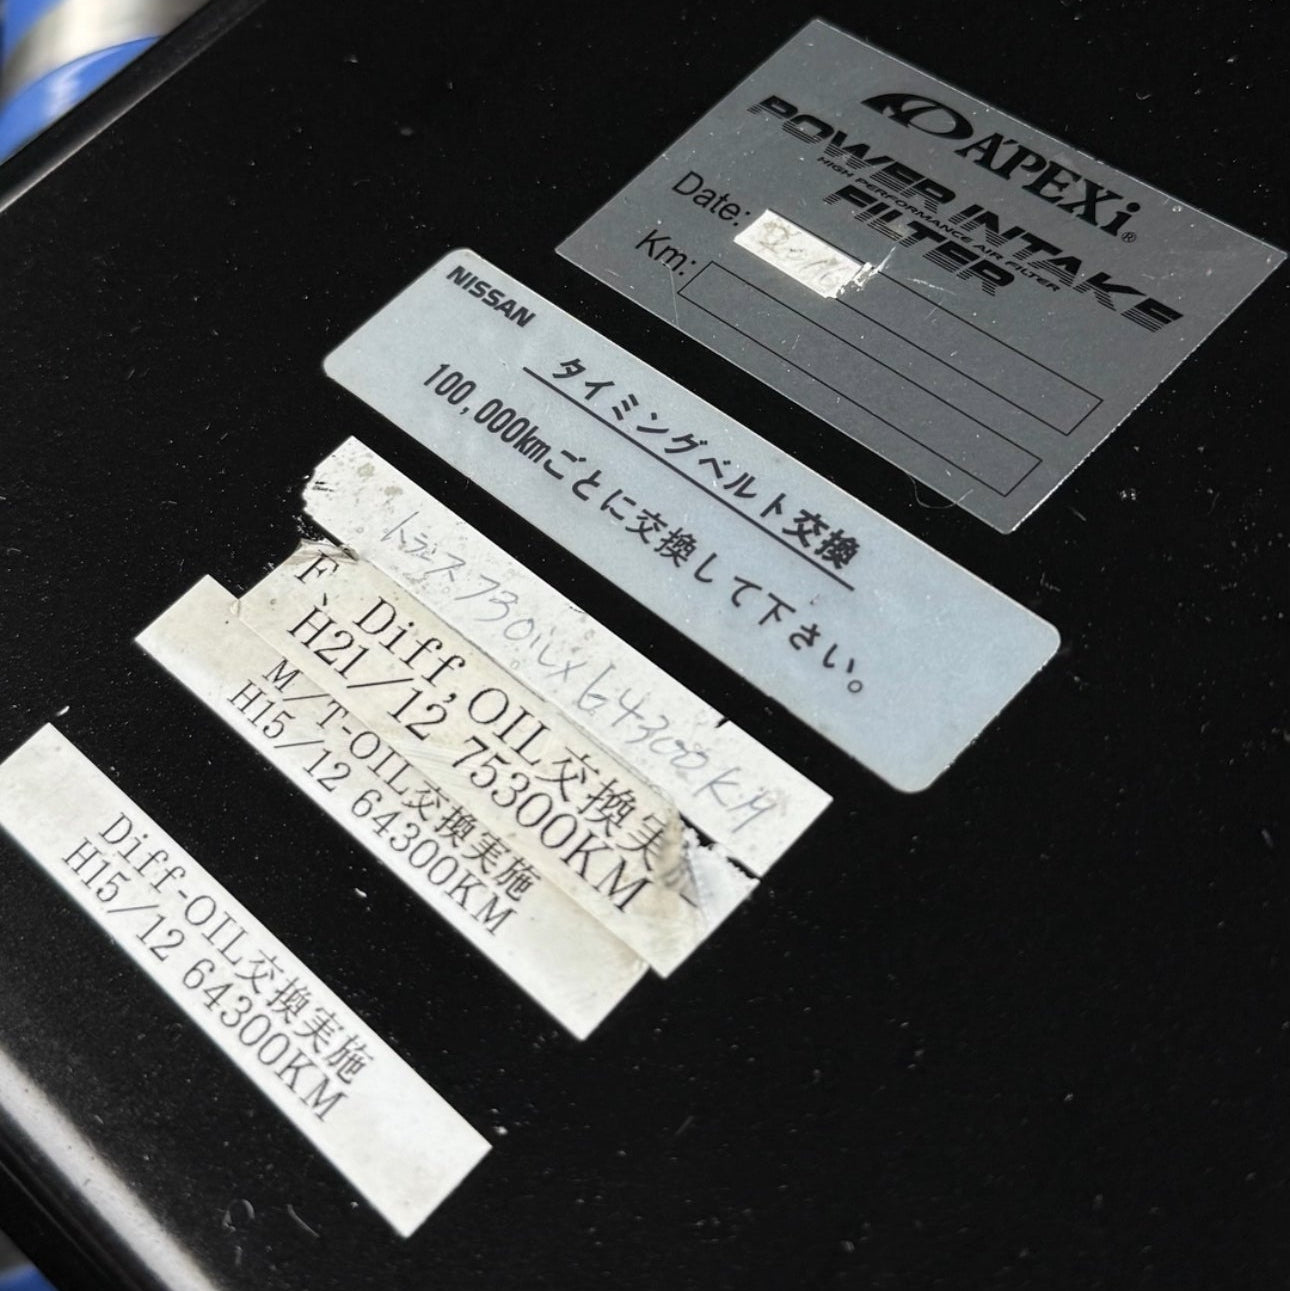 APEXi®
POWER INTAKE
HIGH PERFORMANCE AIR FILTER
FILTER
Date:
Km:
NISSAN
タイミングベルト交換
100,000kmごとに交換して下さい。
64300KM
F、Diff,OIL交換実
H21/12 75300KM
M/T-OIL交換実施
H15/12 64300KM
Diff-OIL交換実施
H15/12 64300KM